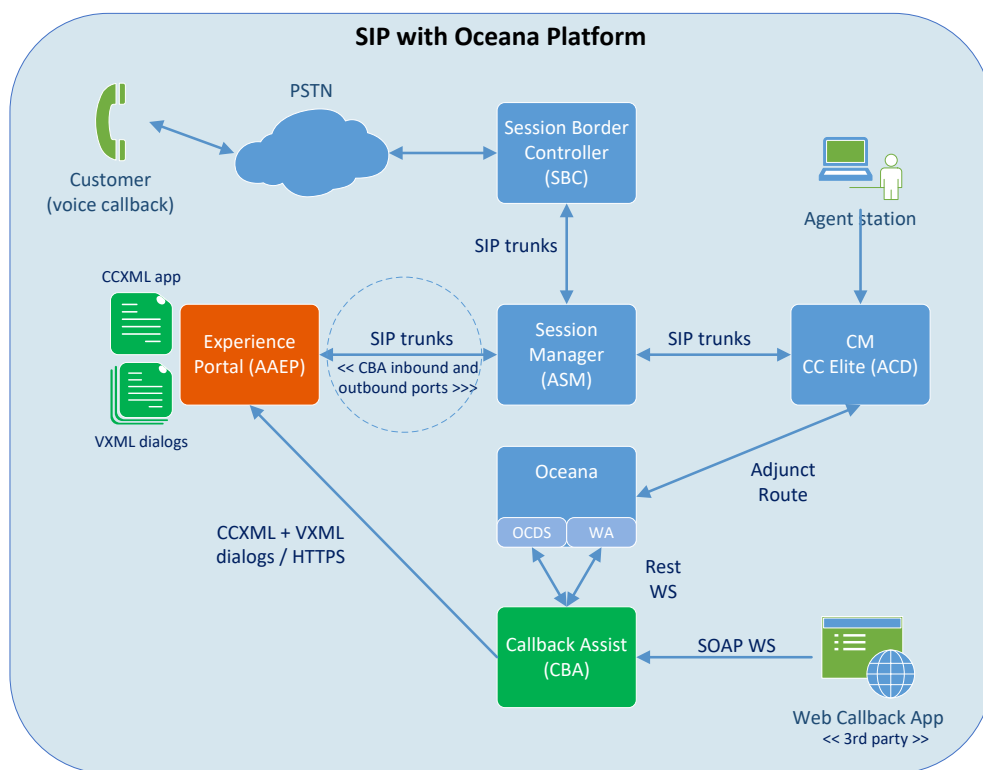 SIP with Oceana Platform
PSTN
Session Border
Controller
(SBC)
Customer
(voice callback)
Agent station
SIP trunks
CCXML app
Experience
Portal (AAEP)
SIP trunks
<< CBA inbound and
outbound ports >>>
Session
Manager
(ASM)
SIP trunks
CM
CC Elite (ACD)
VXML dialogs
Oceana
OCDS
WA
Adjunct
Route
CCXML + VXML
dialogs / HTTPS
Rest
WS
Callback Assist
(CBA)
SOAP WS
Web Callback App
<< 3rd party >>